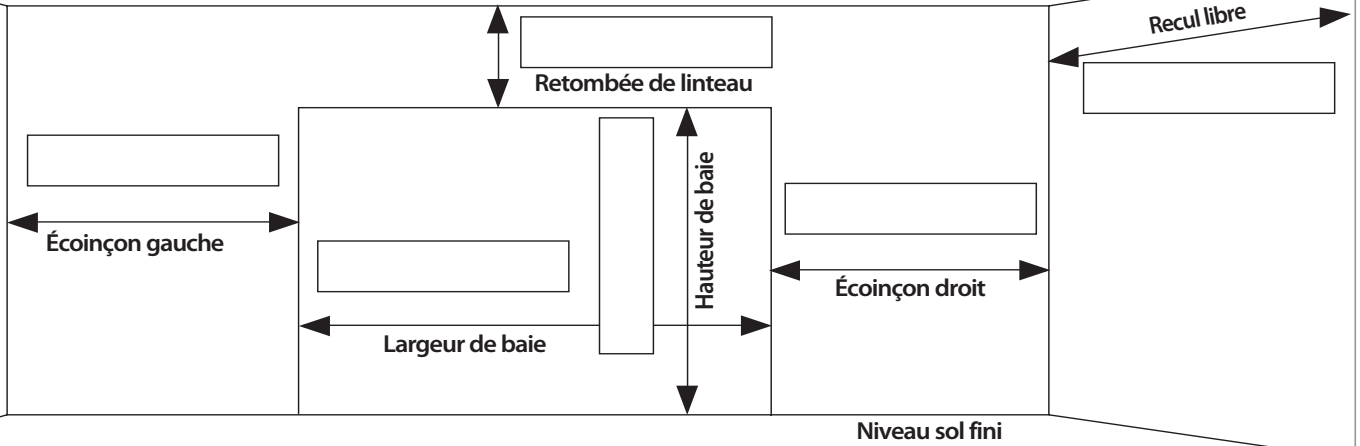 Recul libre
Retombée de linteau
Hauteur de baie
Écoinçon gauche
Écoinçon droit
Largeur de baie
Niveau sol fini